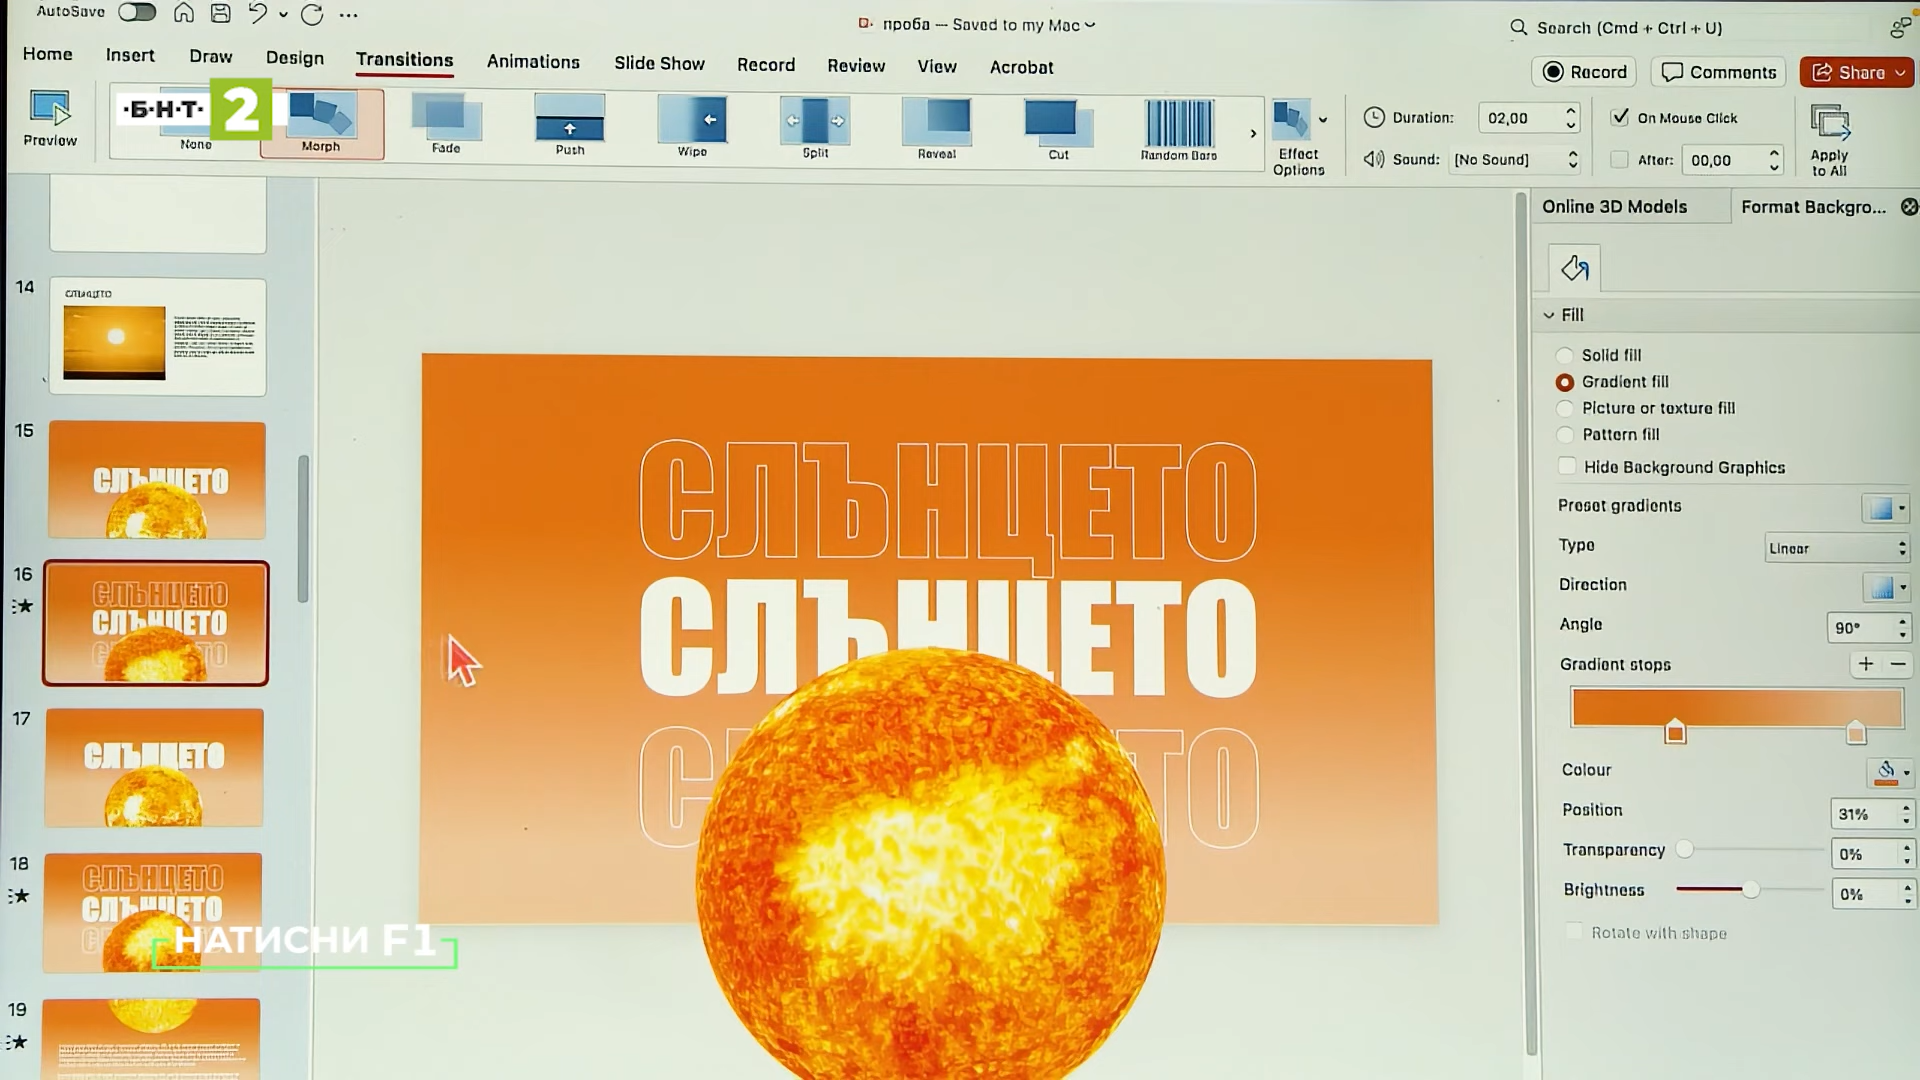 AutoSave
проба — Saved to my Mac
Search (Cmd + Ctrl + U)
Home Insert Draw Design Transitions Animations Slide Show Record Review View Acrobat
Record Comments Share
·Б·Н·Т· 2
Preview
None Morph Fade Push Wipe Split Reveal Cut Random Bars
Effect Options
Duration: 02,00
On Mouse Click
Sound: [No Sound]
After: 00,00
Apply to All
Online 3D Models Format Backgro...
Fill
Solid fill
Gradient fill
Picture or texture fill
Pattern fill
Hide Background Graphics
Preset gradients
Type Linear
Direction
Angle 90°
Gradient stops
Colour
Position 31%
Transparency 0%
Brightness 0%
Rotate with shape
14
СЛЪНЦЕТО
15
СЛЪНЦЕТО
16
СЛЪНЦЕТО
СЛЪНЦЕТО
17
СЛЪНЦЕТО
18
СЛЪНЦЕТО
СЛЪНЦЕТО
19
СЛЪНЦЕТО
СЛЪНЦЕТО
С ТО
НАТИСНИ F1